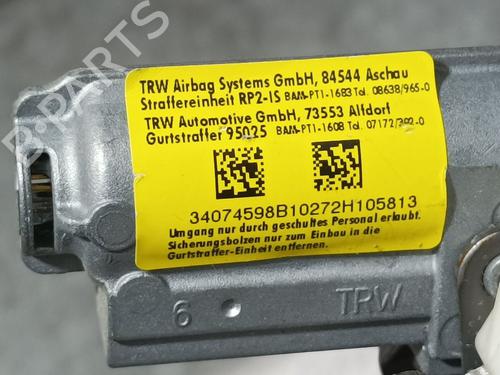 B-PARTS
TRW Airbag Systems GmbH, 84544 Aschau
Straffereinheit RP2-IS BAM-PT1-1683 Tel. 08638/965-0
TRW Automotive GmbH, 73553 Alfdorf
Gurtstraffer 95025 BAM-PT1-1608 Tel. 07172/302-0
34074598B10272H105813
Umgang nur durch geschultes Personal erlaubt.
Sicherungsbolzen nur zum Einbau in die
Gurtstraffer-Einheit entfernen.
6 TRW